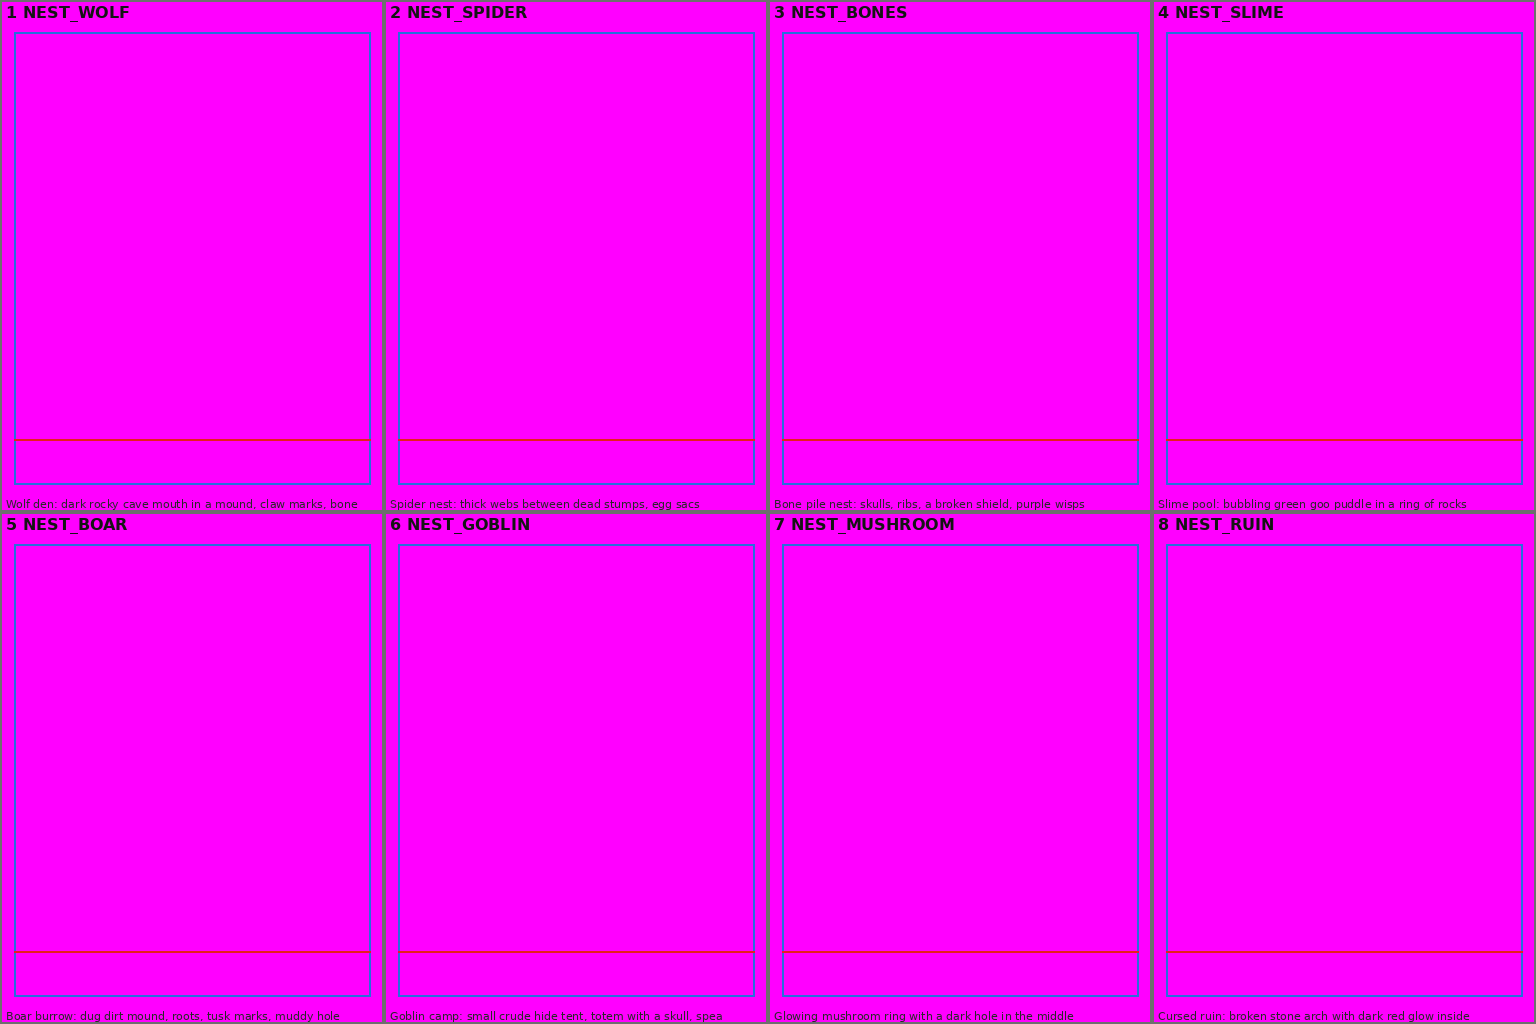 1 NEST_WOLF
2 NEST_SPIDER
3 NEST_BONES
4 NEST_SLIME
Wolf den: dark rocky cave mouth in a mound, claw marks, bone
Spider nest: thick webs between dead stumps, egg sacs
Bone pile nest: skulls, ribs, a broken shield, purple wisps
Slime pool: bubbling green goo puddle in a ring of rocks
5 NEST_BOAR
6 NEST_GOBLIN
7 NEST_MUSHROOM
8 NEST_RUIN
Boar burrow: dug dirt mound, roots, tusk marks, muddy hole
Goblin camp: small crude hide tent, totem with a skull, spea
Glowing mushroom ring with a dark hole in the middle
Cursed ruin: broken stone arch with dark red glow inside